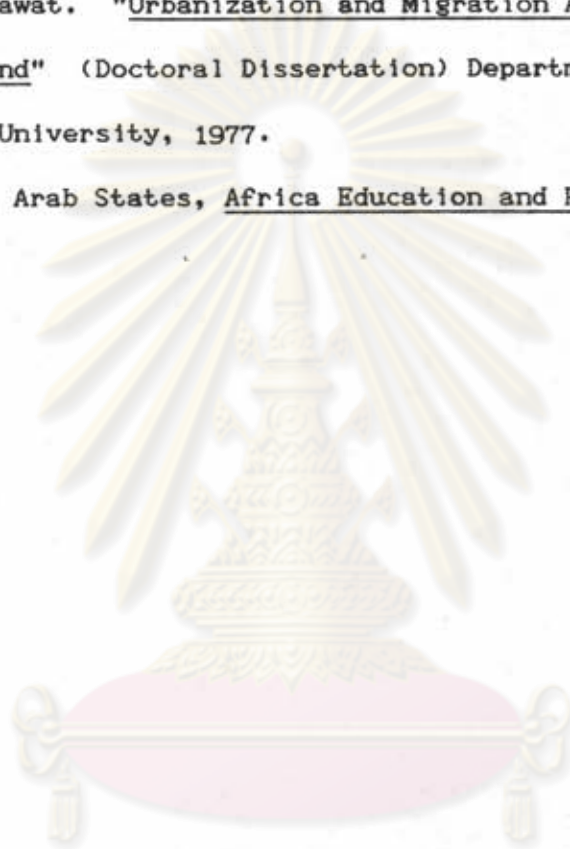 awat. "Urbanization and Migration A
nd" (Doctoral Dissertation) Departm
University, 1977.
Arab States, Africa Education and